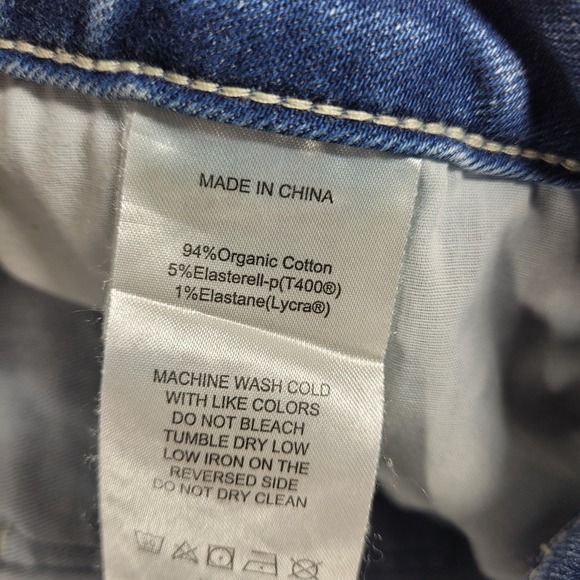 MADE IN CHINA
94%Organic Cotton
5%Elasterell-p(T400®)
1%Elastane(Lycra®)
MACHINE WASH COLD
WITH LIKE COLORS
DO NOT BLEACH
TUMBLE DRY LOW
LOW IRON ON THE
REVERSED SIDE
DO NOT DRY CLEAN